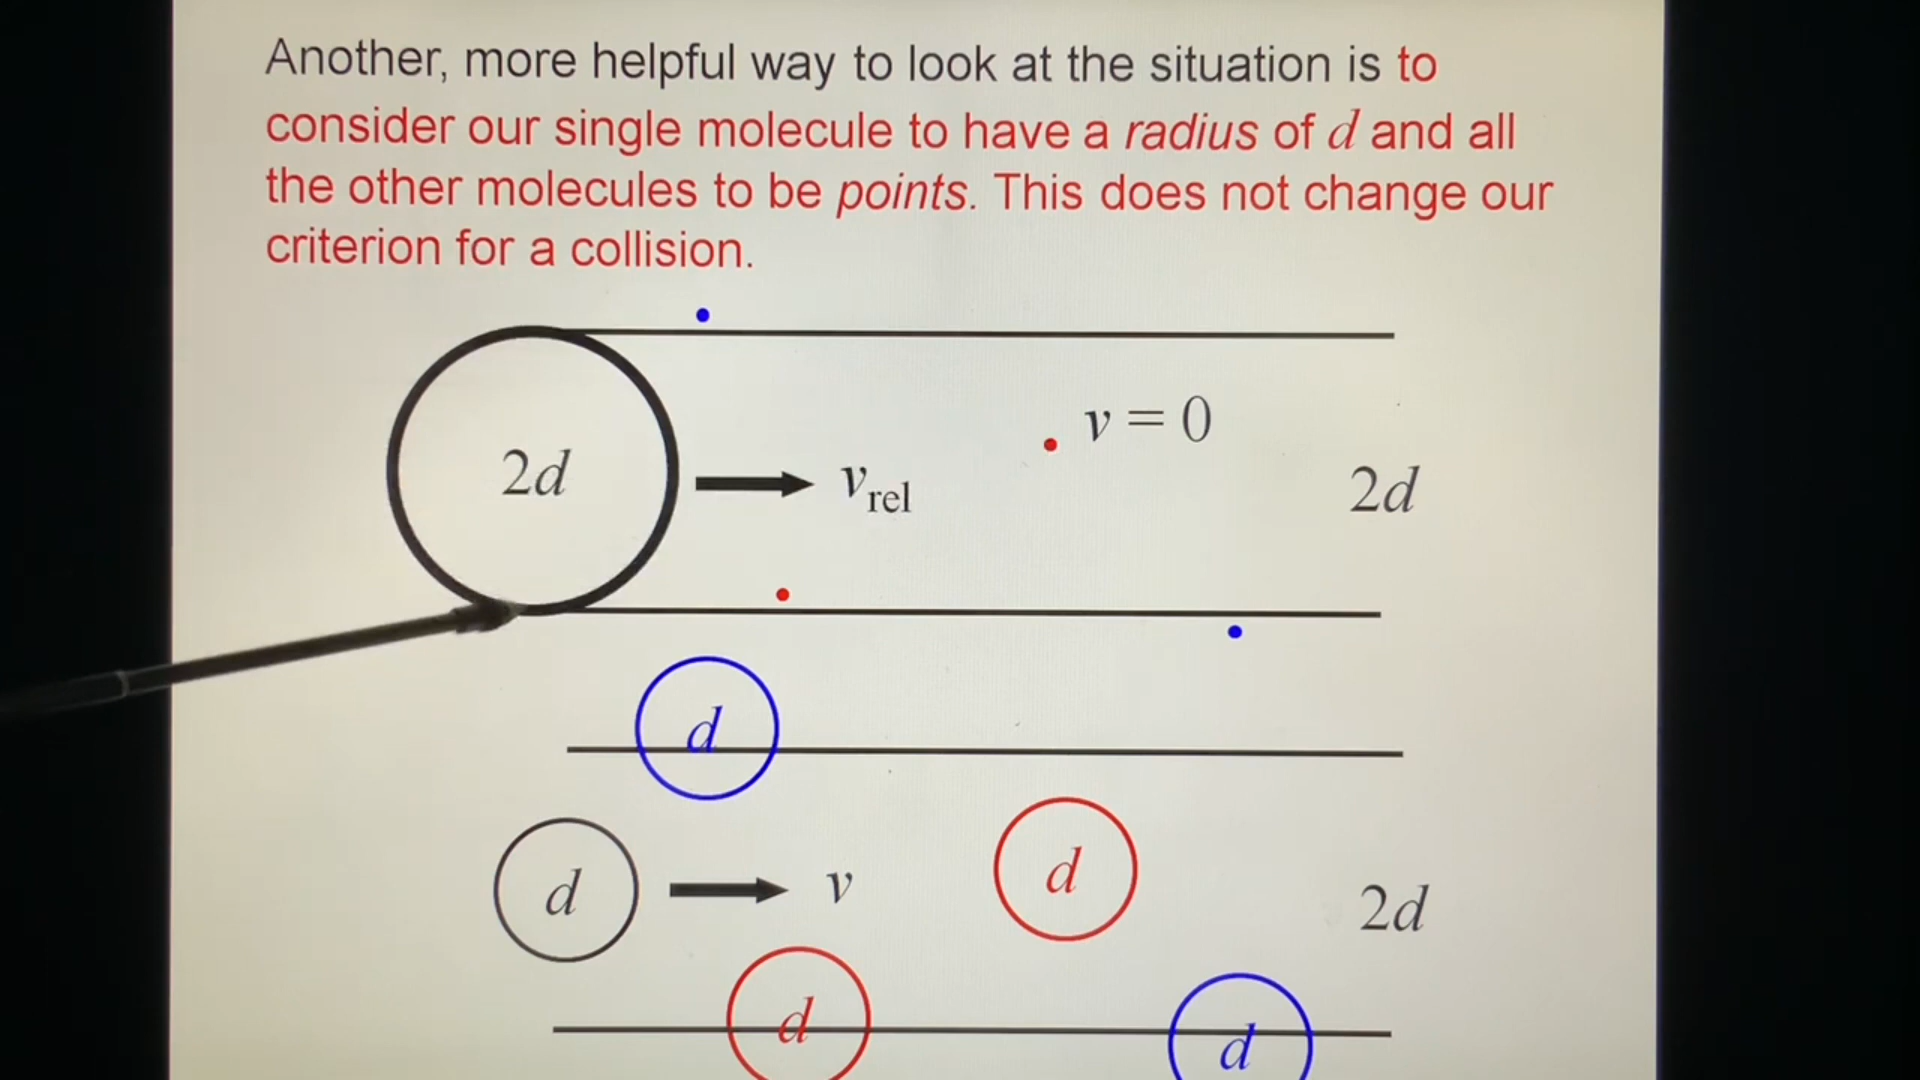 Another, more helpful way to look at the situation is to
consider our single molecule to have a radius of d and all
the other molecules to be points. This does not change our
criterion for a collision.
v = 0
2d
v_rel
2d
d
d
v
d
2d
d
d